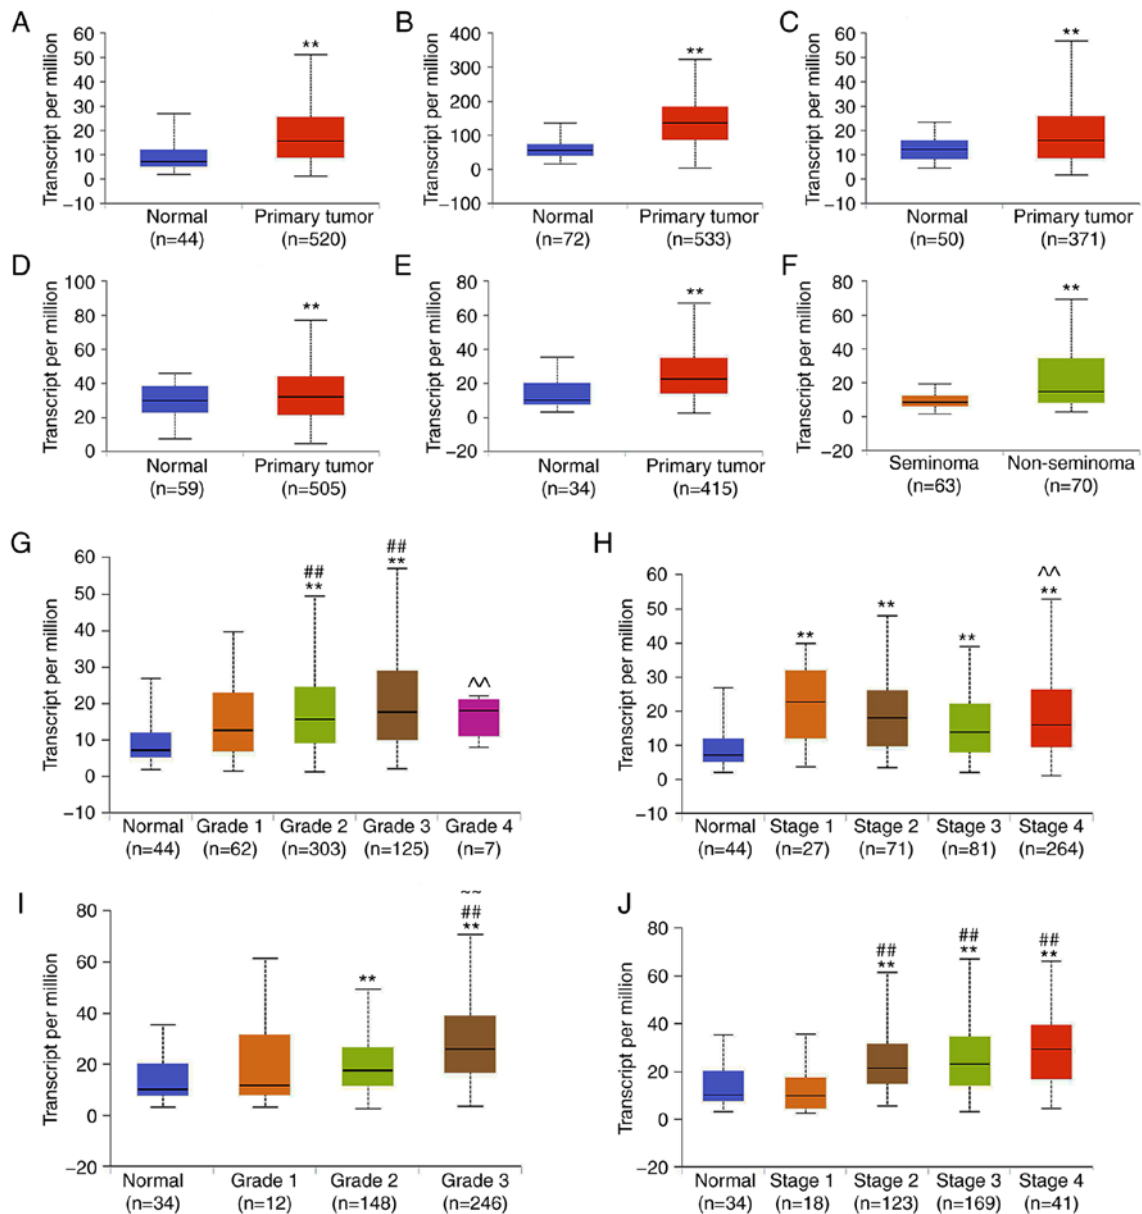 A
Transcript per million
60
50
40
30
20
10
0
−10
**
Normal
(n=44)
Primary tumor
(n=520)
B
Transcript per million
400
300
200
100
0
−100
**
Normal
(n=72)
Primary tumor
(n=533)
C
Transcript per million
60
50
40
30
20
10
0
−10
**
Normal
(n=50)
Primary tumor
(n=371)
D
Transcript per million
100
80
60
40
20
0
**
Normal
(n=59)
Primary tumor
(n=505)
E
Transcript per million
80
60
40
20
0
−20
**
Normal
(n=34)
Primary tumor
(n=415)
F
Transcript per million
80
60
40
20
0
−20
**
Seminoma
(n=63)
Non-seminoma
(n=70)
G
Transcript per million
60
50
40
30
20
10
0
−10
##
**
##
**
^^
Normal
(n=44)
Grade 1
(n=62)
Grade 2
(n=303)
Grade 3
(n=125)
Grade 4
(n=7)
H
Transcript per million
60
50
40
30
20
10
0
−10
**
**
**
^^
**
Normal
(n=44)
Stage 1
(n=27)
Stage 2
(n=71)
Stage 3
(n=81)
Stage 4
(n=264)
I
Transcript per million
80
60
40
20
0
−20
**
~~
##
**
Normal
(n=34)
Grade 1
(n=12)
Grade 2
(n=148)
Grade 3
(n=246)
J
Transcript per million
80
60
40
20
0
−20
##
**
##
**
##
**
Normal
(n=34)
Stage 1
(n=18)
Stage 2
(n=123)
Stage 3
(n=169)
Stage 4
(n=41)